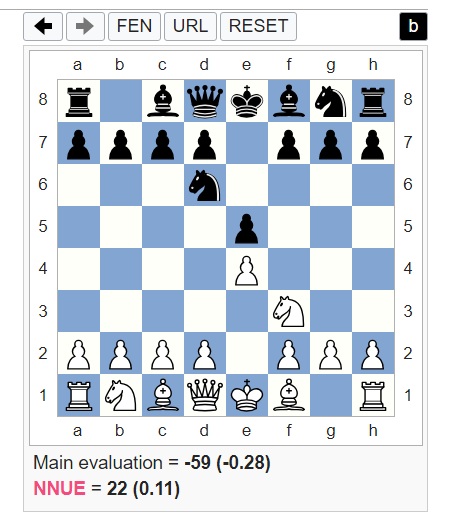 FEN URL RESET b
a b c d e f g h
8 8
7 7
6 6
5 5
4 4
3 3
2 2
1 1
a b c d e f g h
Main evaluation = -59 (-0.28)
NNUE = 22 (0.11)